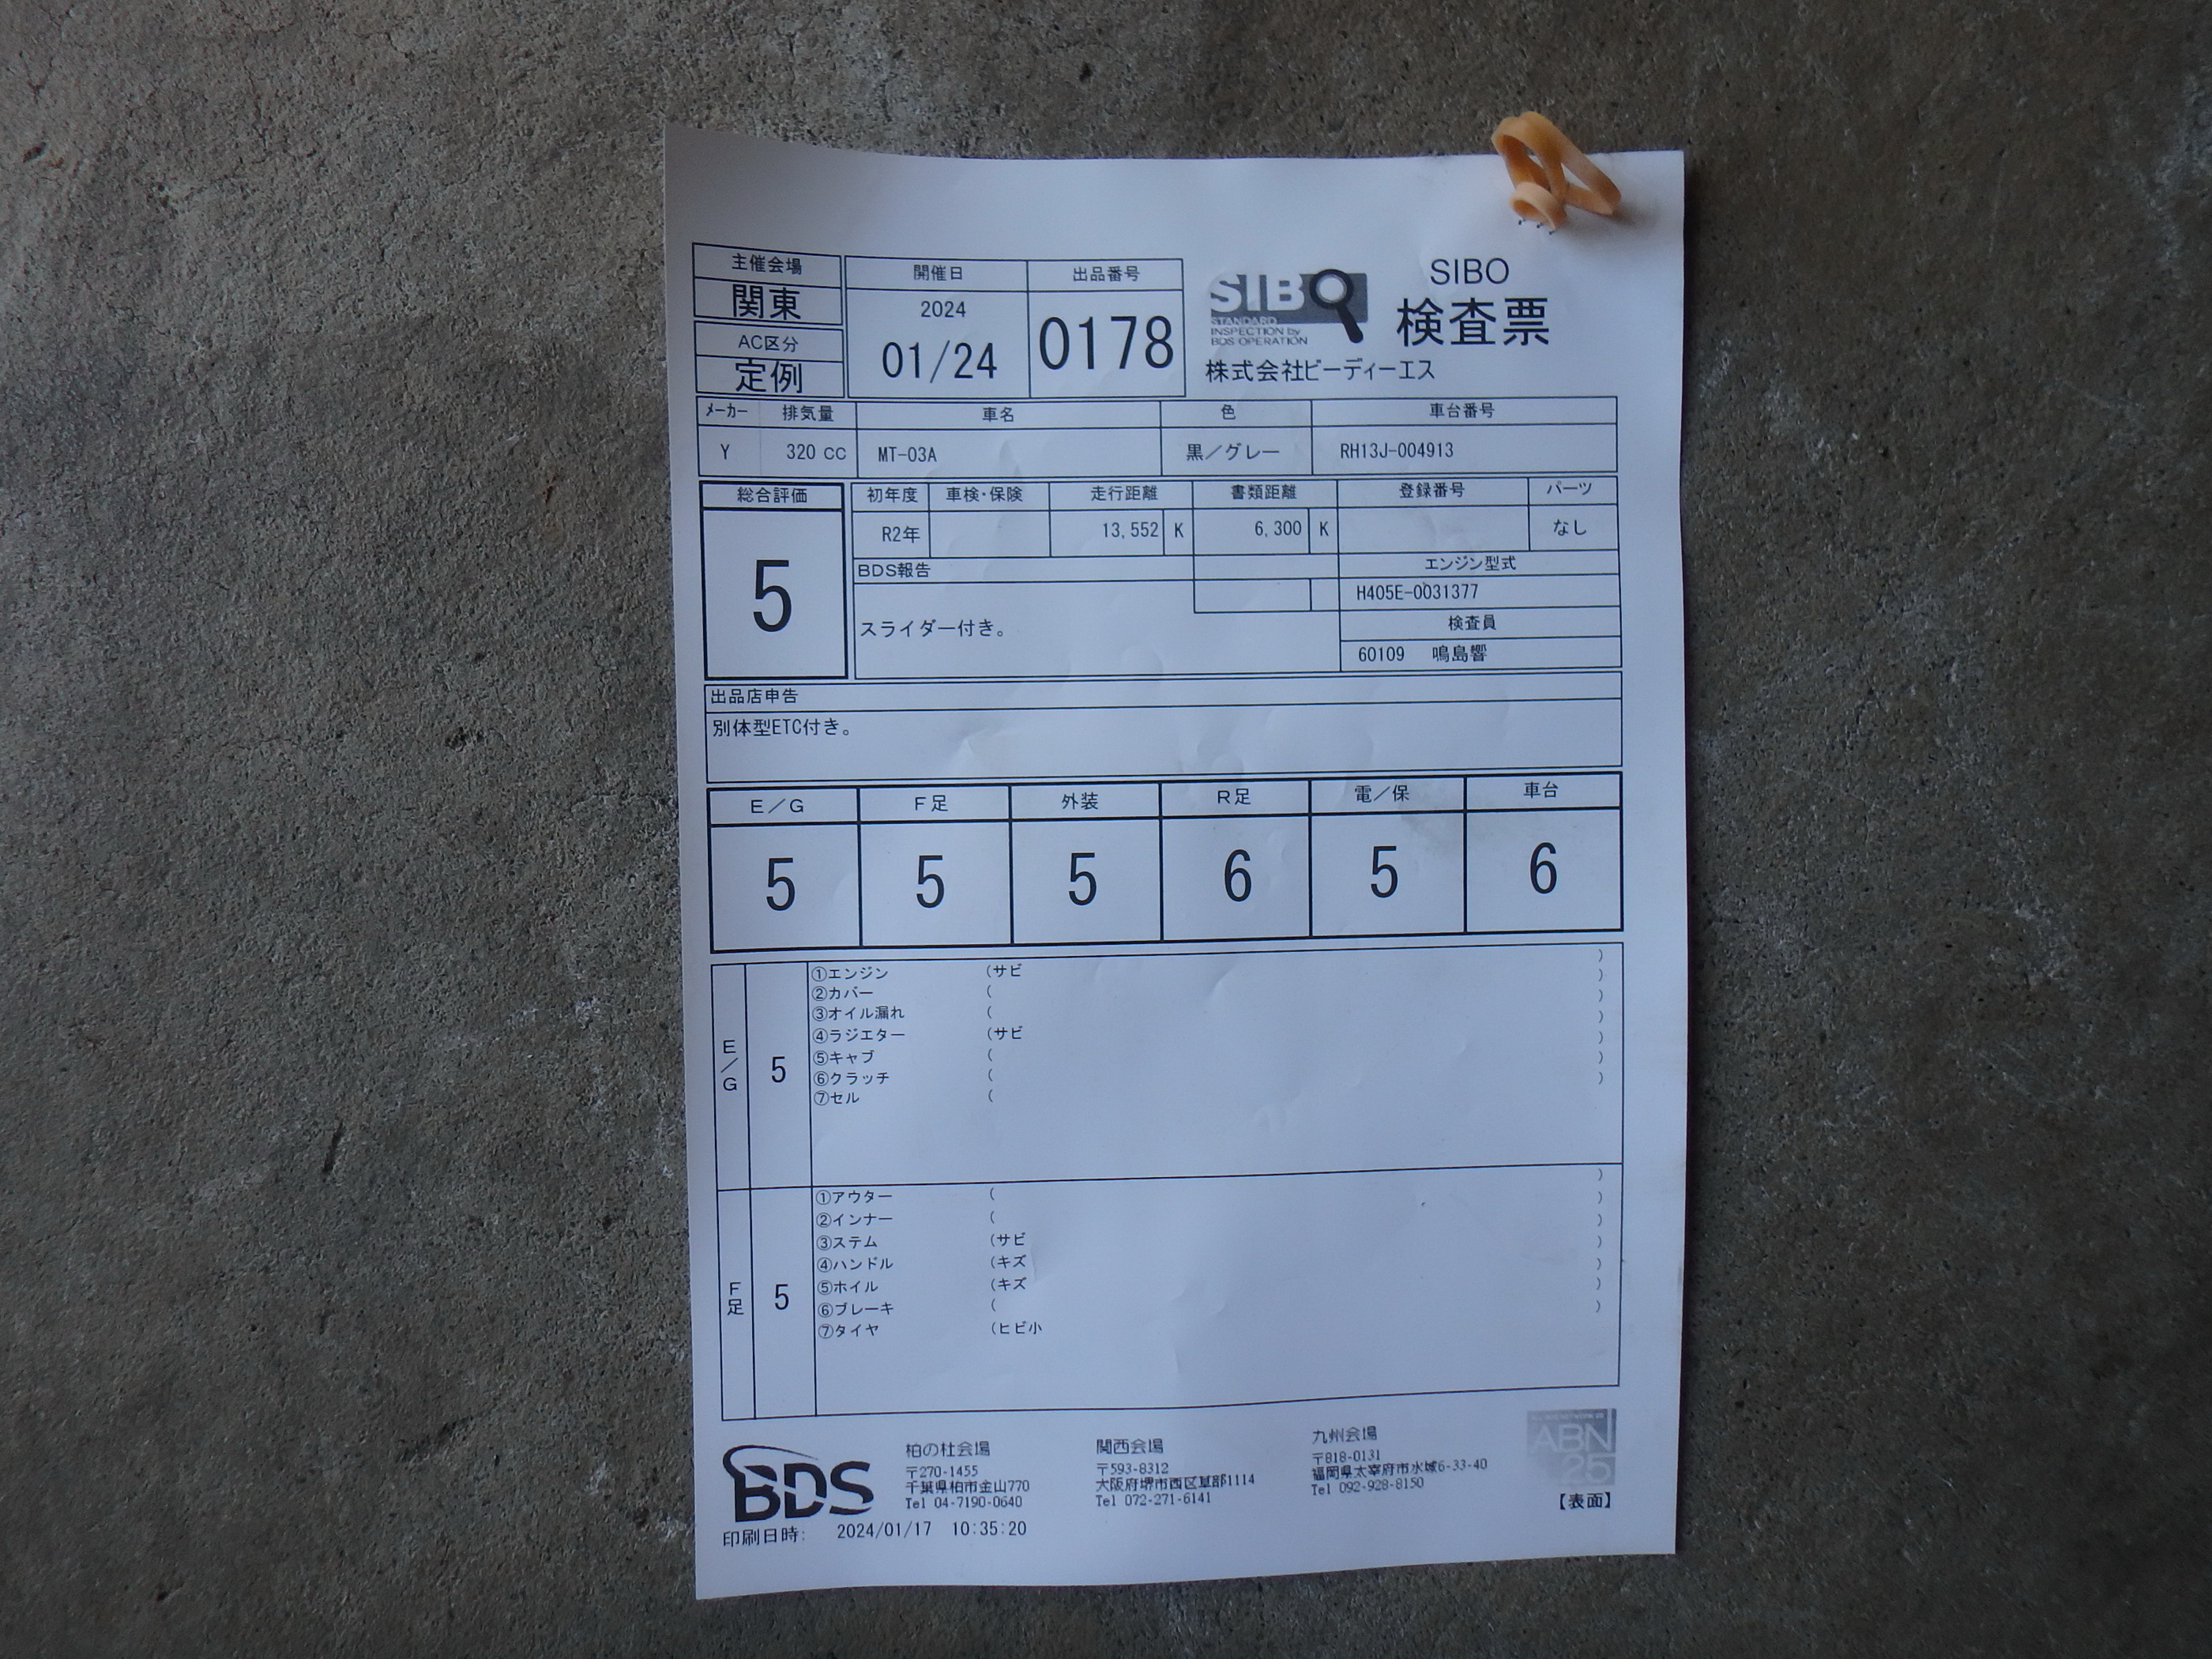 主催会場
関東
AC区分
定例
開催日
2024
01/24
出品番号
0178
SIBO
STANDARD
INSPECTION by
BDS OPERATION
SIBO
検査票
株式会社ビーディーエス
メーカー 排気量 車名 色 車台番号
Y 320 CC MT-03A 黒／グレー RH13J-004913
総合評価
5
初年度 車検・保険 走行距離 書類距離 登録番号 パーツ
R2年 13,552 K 6,300 K なし
BDS報告
スライダー付き。
エンジン型式
H405E-0031377
検査員
60109 鳴島響
出品店申告
別体型ETC付き。
E／G F足 外装 R足 電／保 車台
5 5 5 6 5 6
E／G
5
①エンジン (サビ )
②カバー ( )
③オイル漏れ ( )
④ラジエター (サビ )
⑤キャブ ( )
⑥クラッチ ( )
⑦セル ( )
F足
5
①アウター ( )
②インナー ( )
③ステム (サビ )
④ハンドル (キズ )
⑤ホイル (キズ )
⑥ブレーキ ( )
⑦タイヤ (ヒビ小 )
BDS
柏の杜会場
〒270-1455
千葉県柏市金山770
Tel 04-7190-0640
関西会場
〒593-8312
大阪府堺市西区草部1114
Tel 072-271-6141
九州会場
〒818-0131
福岡県太宰府市水城6-33-40
Tel 092-928-8150
ABN
25
【表面】
印刷日時: 2024/01/17 10:35:20